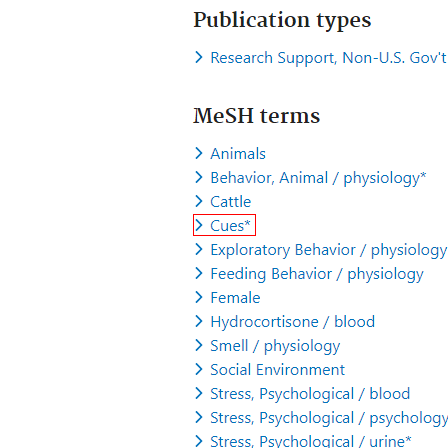 Publication types
Research Support, Non-U.S. Gov't
MeSH terms
Animals
Behavior, Animal / physiology*
Cattle
Cues*
Exploratory Behavior / physiology
Feeding Behavior / physiology
Female
Hydrocortisone / blood
Smell / physiology
Social Environment
Stress, Psychological / blood
Stress, Psychological / psychology
Stress, Psychological / urine*